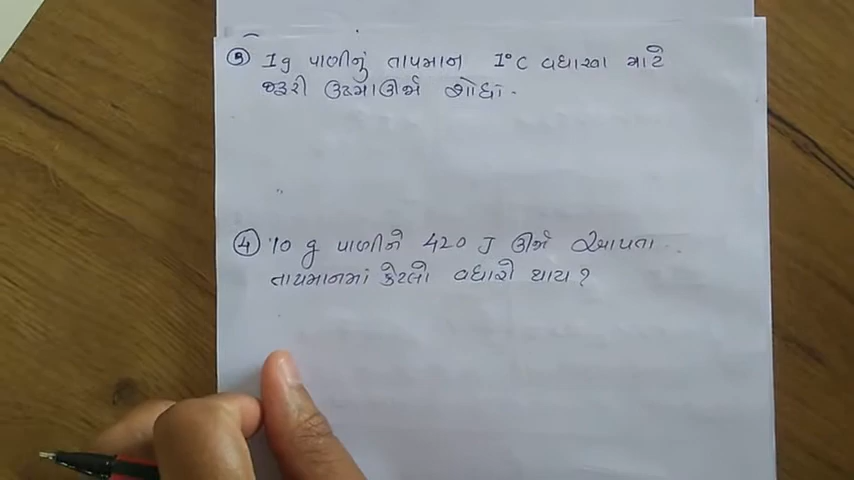 ③ 1g પાણીનું તાપમાન 1°C વધારવા માટે
જરૂરી ઉષ્માઊર્જા શોધો.
④ 10 g પાણીને 420 J ઊર્જા આપતા
તાપમાનમાં કેટલો વધારો થાય?